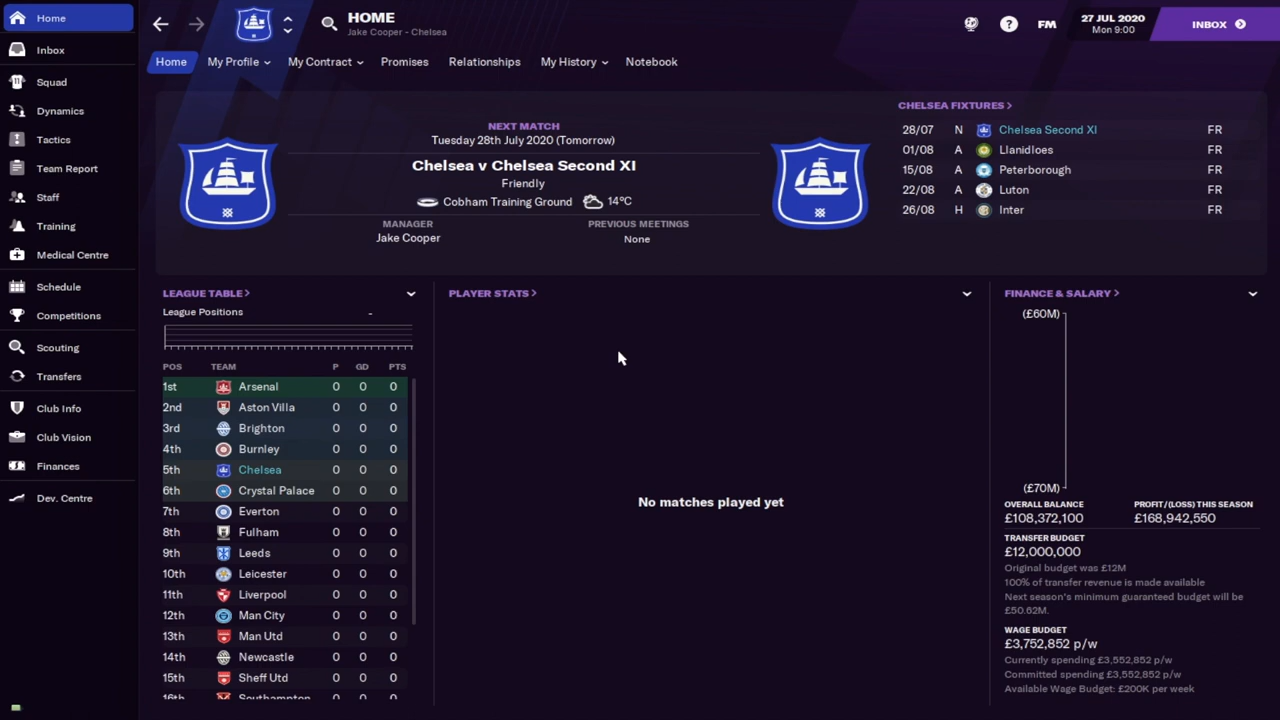 Home
Inbox
Squad
Dynamics
Tactics
Team Report
Staff
Training
Medical Centre
Schedule
Competitions
Scouting
Transfers
Club Info
Club Vision
Finances
Dev. Centre
HOME
Jake Cooper - Chelsea
?
FM
27 JUL 2020
Mon 9:00
INBOX
Home My Profile My Contract Promises Relationships My History Notebook
NEXT MATCH
Tuesday 28th July 2020 (Tomorrow)
Chelsea v Chelsea Second XI
Friendly
Cobham Training Ground 14°C
MANAGER PREVIOUS MEETINGS
Jake Cooper None
CHELSEA FIXTURES >
28/07 N Chelsea Second XI FR
01/08 A Llanidloes FR
15/08 A Peterborough FR
22/08 A Luton FR
26/08 H Inter FR
LEAGUE TABLE >
League Positions -
POS TEAM P GD PTS
1st Arsenal 0 0 0
2nd Aston Villa 0 0 0
3rd Brighton 0 0 0
4th Burnley 0 0 0
5th Chelsea 0 0 0
6th Crystal Palace 0 0 0
7th Everton 0 0 0
8th Fulham 0 0 0
9th Leeds 0 0 0
10th Leicester 0 0 0
11th Liverpool 0 0 0
12th Man City 0 0 0
13th Man Utd 0 0 0
14th Newcastle 0 0 0
15th Sheff Utd 0 0 0
16th Southampton 0 0 0
PLAYER STATS >
No matches played yet
FINANCE & SALARY >
(£60M)
(£70M)
OVERALL BALANCE PROFIT/(LOSS) THIS SEASON
£108,372,100 £168,942,550
TRANSFER BUDGET
£12,000,000
Original budget was £12M
100% of transfer revenue is made available
Next season's minimum guaranteed budget will be
£50.62M.
WAGE BUDGET
£3,752,852 p/w
Currently spending £3,552,852 p/w
Committed spending £3,552,852 p/w
Available Wage Budget: £200K per week